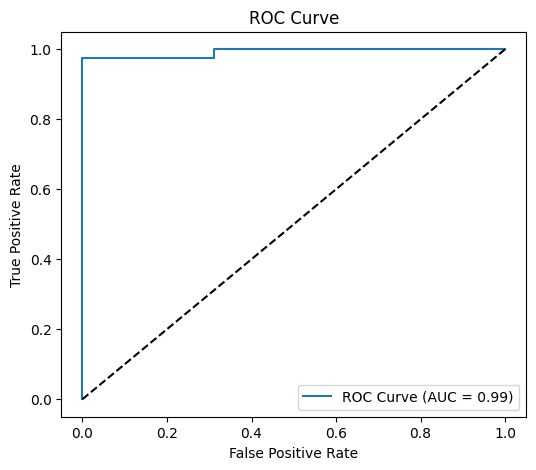 ROC Curve
True Positive Rate
1.0
0.8
0.6
0.4
0.2
0.0
ROC Curve (AUC = 0.99)
0.0 0.2 0.4 0.6 0.8 1.0
False Positive Rate